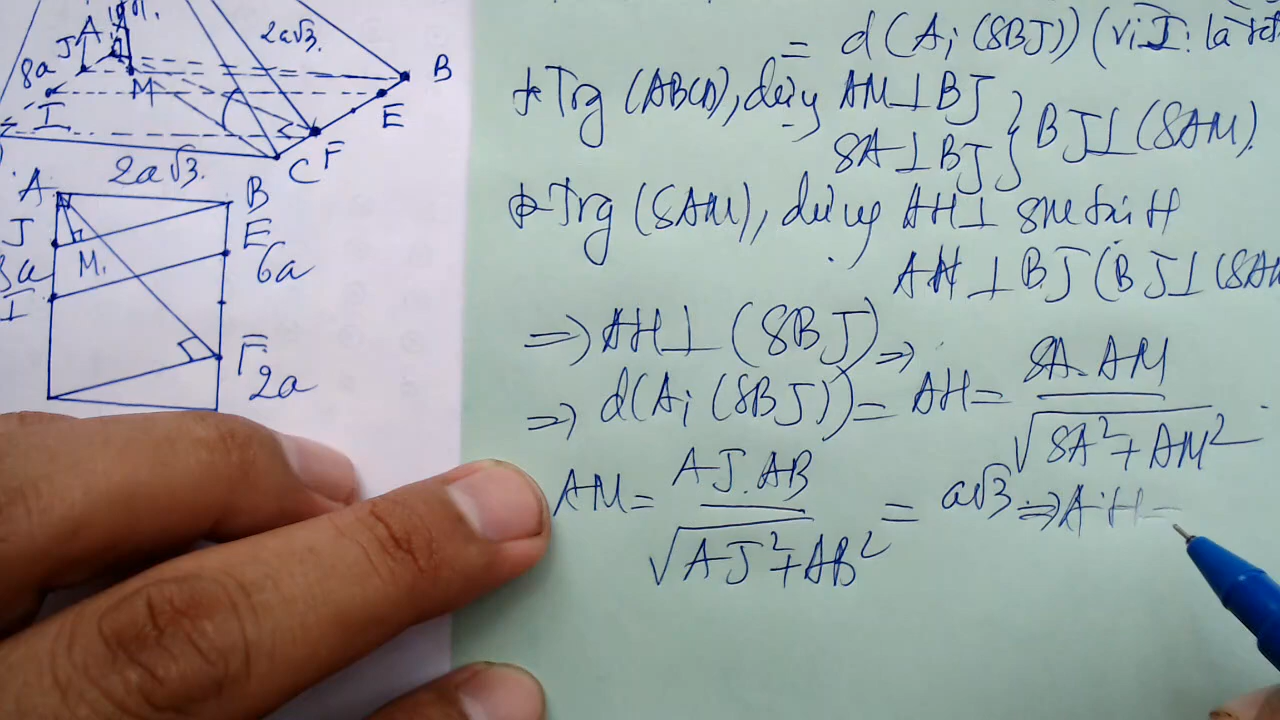 2a√3.
A
J
8a
M
I
B
E
F
C
2a√3.
A
B
J
E
M.
6a
I
F
2a
= d(A; (SBJ)) (vì I: là
* Trg (ABCD), dựng AM ⊥ BJ
SA ⊥ BJ } BJ ⊥ (SAM).
* Trg (SAM), dựng AH ⊥ SM tại H
AH ⊥ BJ (BJ ⊥ (SAM
=> AH ⊥ (SBJ) =>
=> d(A; (SBJ)) = AH = SA. AM / √(SA² + AM²).
AM = AJ. AB / √(AJ² + AB²) = a√3 => AH =